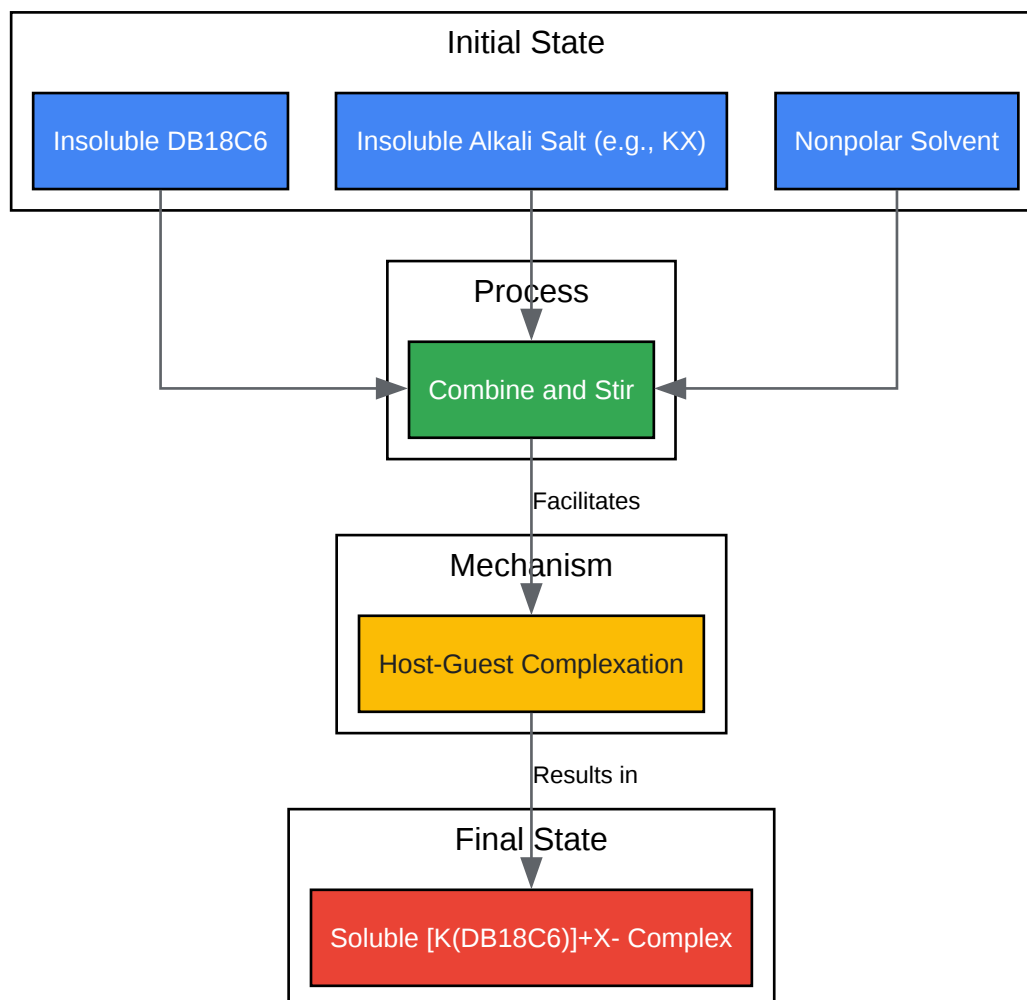 Initial State
Insoluble DB18C6
Insoluble Alkali Salt (e.g., KX)
Nonpolar Solvent
Process
Combine and Stir
Facilitates
Mechanism
Host-Guest Complexation
Results in
Final State
Soluble [K(DB18C6)]+X- Complex